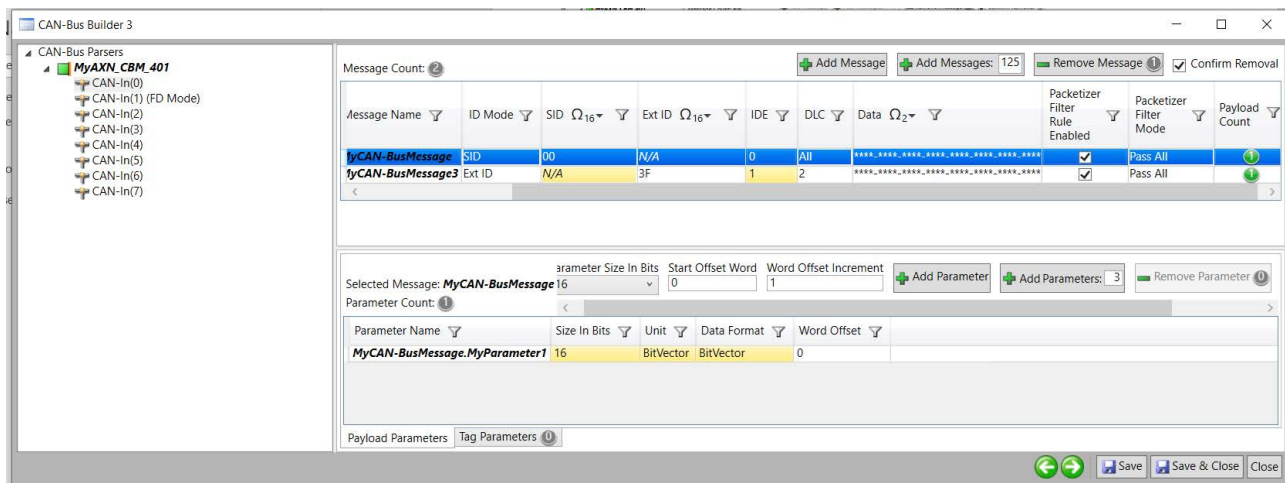 CAN-Bus Builder 3
CAN-Bus Parsers
MyAXN_CBM_401
CAN-In(0)
CAN-In(1) (FD Mode)
CAN-In(2)
CAN-In(3)
CAN-In(4)
CAN-In(5)
CAN-In(6)
CAN-In(7)
Message Count: 2 Add Message Add Messages: 125 Remove Message 1 Confirm Removal
Message Name ID Mode SID Ω16 Ext ID Ω16 IDE DLC Data Ω2 Packetizer Filter Rule Enabled Packetizer Filter Mode Payload Count
MyCAN-BusMessage SID 00 N/A 0 All ****-****-****-****-****-****-****-**** Pass All 1
MyCAN-BusMessage3 Ext ID N/A 3F 1 2 ****-****-****-****-****-****-****-**** Pass All 1
Parameter Size In Bits Start Offset Word Word Offset Increment
Selected Message: MyCAN-BusMessage 16 0 1 Add Parameter Add Parameters: 3 Remove Parameter 0
Parameter Count: 1
Parameter Name Size In Bits Unit Data Format Word Offset
MyCAN-BusMessage.MyParameter1 16 BitVector BitVector 0
Payload Parameters Tag Parameters 0
Save Save & Close Close